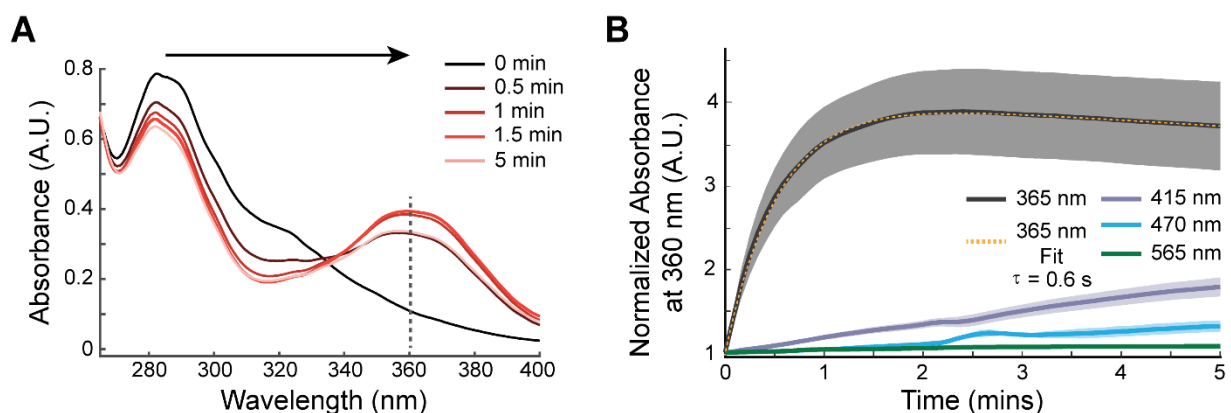 A
0 min
0.5 min
1 min
1.5 min
5 min
0.8
0.6
0.4
0.2
0
Absorbance (A.U.)
280 300 320 340 360 380 400
Wavelength (nm)
B
Normalized Absorbance
at 360 nm (A.U.)
4
3
2
1
365 nm
365 nm
Fit
τ = 0.6 s
415 nm
470 nm
565 nm
0 1 2 3 4 5
Time (mins)